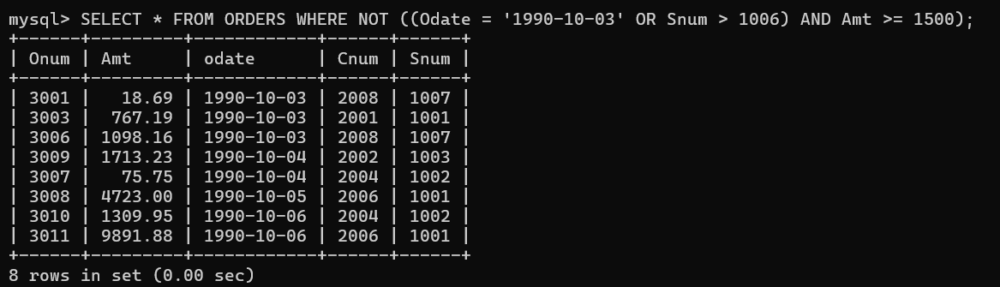 mysql> SELECT * FROM ORDERS WHERE NOT ((Odate = '1990-10-03' OR Snum > 1006) AND Amt >= 1500);
+------+---------+------------+------+------+
| Onum | Amt     | odate      | Cnum | Snum |
+------+---------+------------+------+------+
| 3001 |   18.69 | 1990-10-03 | 2008 | 1007 |
| 3003 |  767.19 | 1990-10-03 | 2001 | 1001 |
| 3006 | 1098.16 | 1990-10-03 | 2008 | 1007 |
| 3009 | 1713.23 | 1990-10-04 | 2002 | 1003 |
| 3007 |   75.75 | 1990-10-04 | 2004 | 1002 |
| 3008 | 4723.00 | 1990-10-05 | 2006 | 1001 |
| 3010 | 1309.95 | 1990-10-06 | 2004 | 1002 |
| 3011 | 9891.88 | 1990-10-06 | 2006 | 1001 |
+------+---------+------------+------+------+
8 rows in set (0.00 sec)